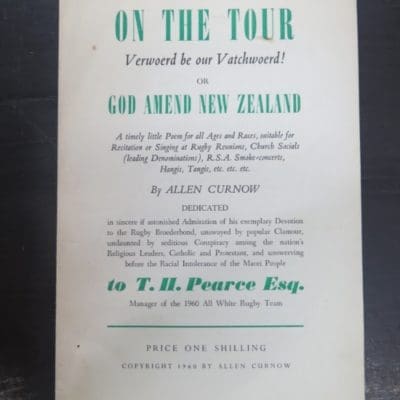 ON THE TOUR
Verwoerd be our Vatchwoerd!
OR
GOD AMEND NEW ZEALAND
A timely little Poem for all Ages and Races, suitable for
Recitation or Singing at Rugby Reunions, Church Socials
(leading Denominations), R.S.A. Smoke-concerts,
Hangis, Tangis, etc. etc. etc.
By ALLEN CURNOW
DEDICATED
in sincere if astonished Admiration of his exemplary Devotion
to the Rugby Broederbond, unswayed by popular Clamour,
undaunted by seditious Conspiracy among the nation's
Religious Leaders, Catholic and Protestant, and unswerving
before the Racial Intolerance of the Maori People
to T. H. Pearce Esq.
Manager of the 1960 All White Rugby Team
PRICE ONE SHILLING
COPYRIGHT 1960 BY ALLEN CURNOW